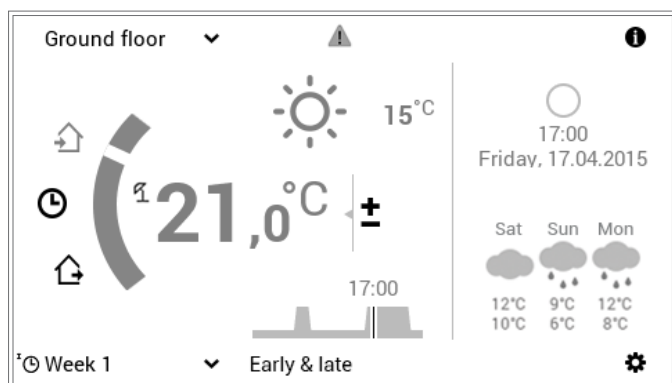 Ground floor
15°C
17:00
Friday, 17.04.2015
21,0°C
±
Sat Sun Mon
12°C 9°C 12°C
10°C 6°C 8°C
17:00
Week 1
Early & late